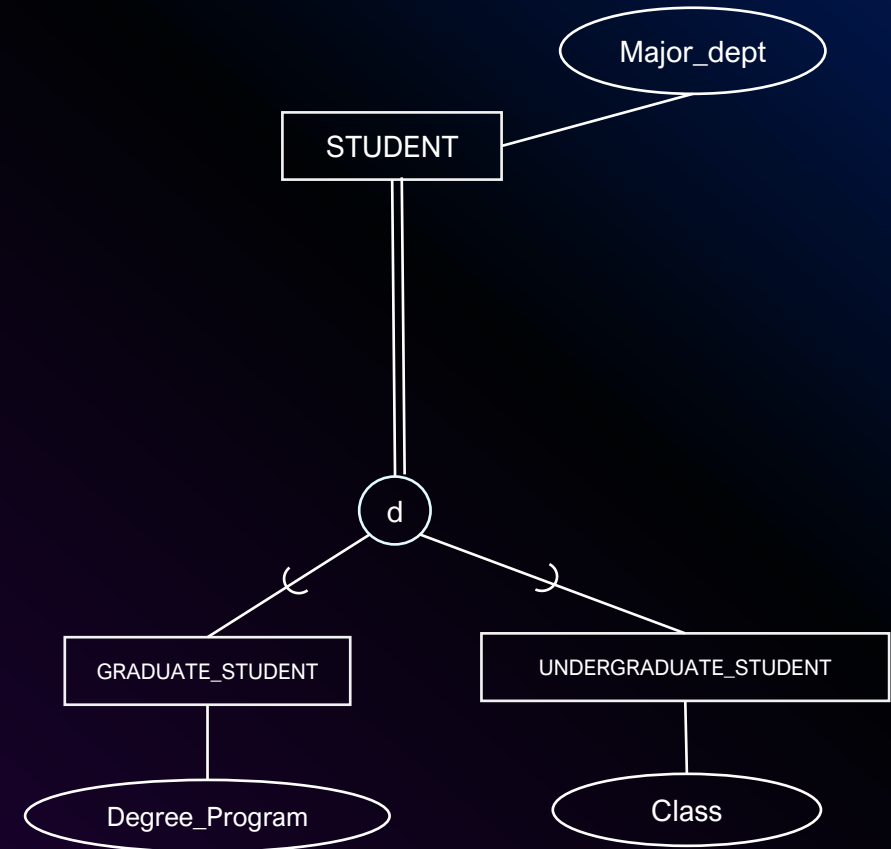 Major_dept
STUDENT
d
GRADUATE_STUDENT
UNDERGRADUATE_STUDENT
Degree_Program
Class